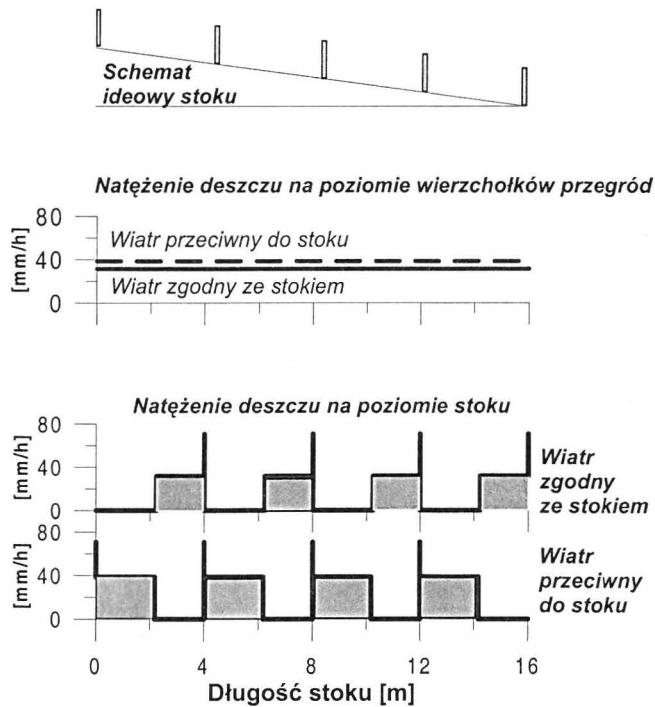 Schemat
ideowy stoku
Natężenie deszczu na poziomie wierzchołków przegród
80
40
0
[mm/h]
Wiatr przeciwny do stoku
Wiatr zgodny ze stokiem
Natężenie deszczu na poziomie stoku
80
40
0
[mm/h]
Wiatr
zgodny
ze stokiem
80
40
0
[mm/h]
Wiatr
przeciwny
do stoku
0 4 8 12 16
Długość stoku [m]